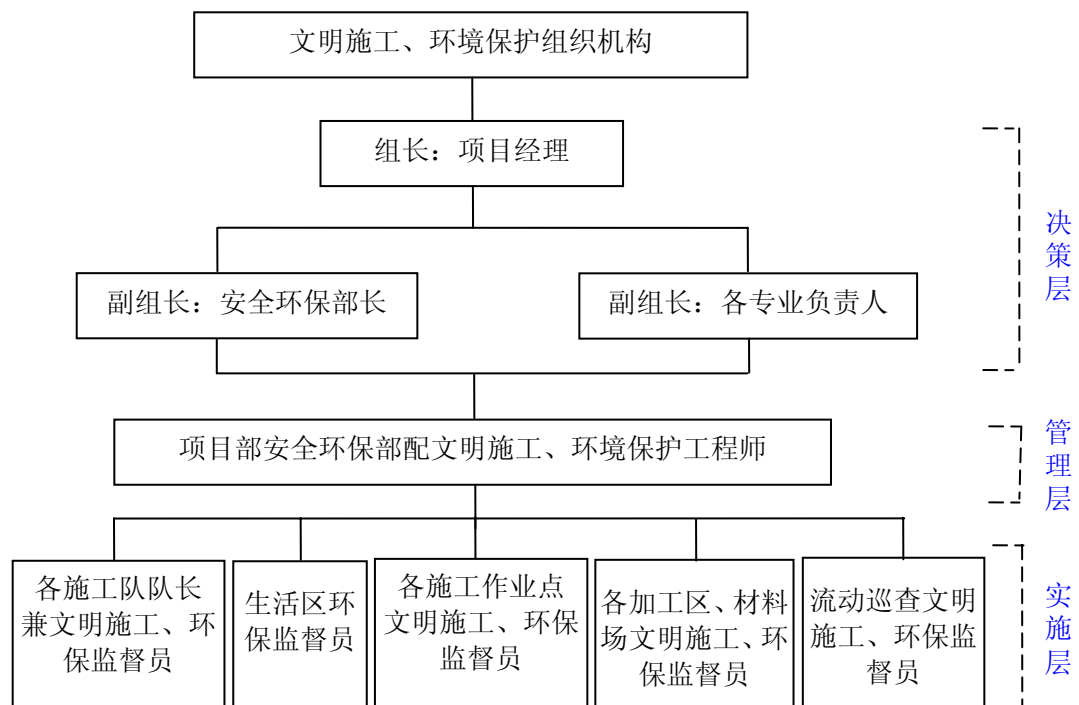 文明施工、环境保护组织机构
组长：项目经理
副组长：安全环保部长
副组长：各专业负责人
决
策
层
项目部安全环保部配文明施工、环境保护工程师
管
理
层
各施工队队长
兼文明施工、环
保监督员
生活区环
保监督员
各施工作业点
文明施工、环保
监督员
各加工区、材料
场文明施工、环
保监督员
流动巡查文明
施工、环保监
督员
实
施
层